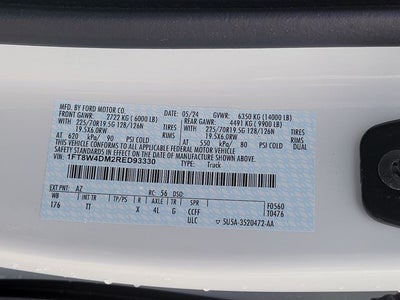 MFD. BY FORD MOTOR CO. 05/24 GVWR: 6350 KG (14000 LB)
FRONT GAWR: 2722 KG ( 6000 LB) REAR GAWR: 4491 KG ( 9900 LB)
225/70R19.5G 128/126N TIRES 225/70R19.5G 128/126N TIRES
19.5X6.0RW RIMS 19.5X6.0RW RIMS
AT 620 kPa/ 90 PSI COLD AT 550 kPa/ 80 PSI COLD DUAL
THIS VEHICLE CONFORMS TO ALL APPLICABLE FEDERAL MOTOR VEHICLE SAFETY STANDARDS IN EFFECT ON THE DATE OF MANUFACTURE SHOWN ABOVE.
VIN: 1FT8W4DM2RED93330 TYPE: Truck
EXT PNT: AZ RC: 56 DSO: F0560
WB BRK INT TR TP/PS R AXLE TR SPR T0476
176 TT X 4L G CCFF
ULC ▽ 5U5A-3520472-AA